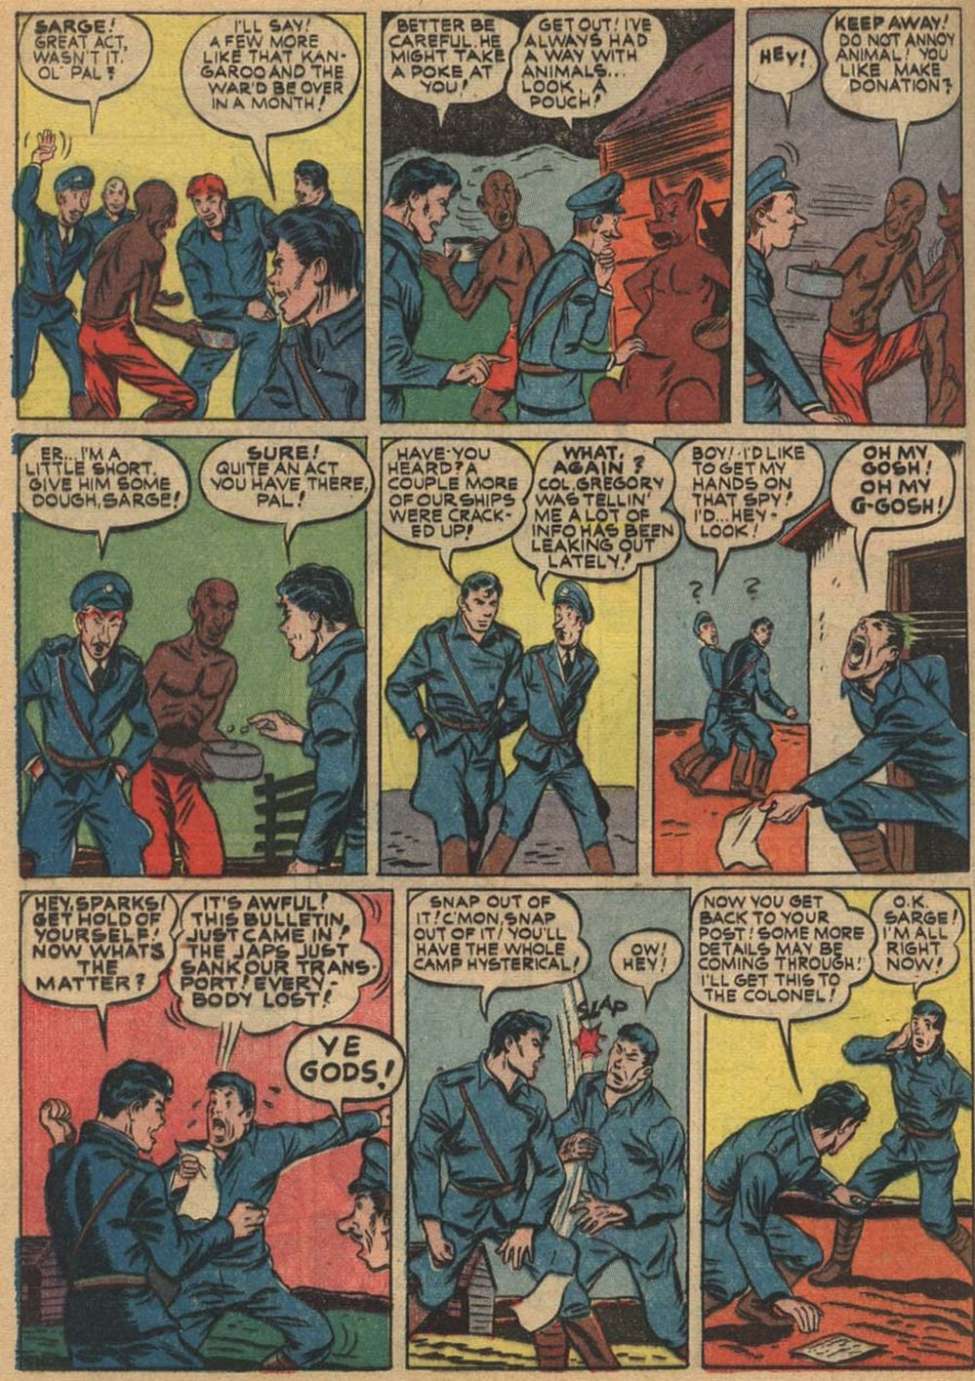 SARGE!
GREAT ACT,
WASN'T IT,
OL' PAL?
I'LL SAY!
A FEW MORE
LIKE THAT KAN-
GAROO AND THE
WAR'D BE OVER
IN A MONTH!
BETTER BE
CAREFUL. HE
MIGHT TAKE
A POKE AT
YOU!
GET OUT! I'VE
ALWAYS HAD
A WAY WITH
ANIMALS...
LOOK, A
POUCH!
HEY!
KEEP AWAY!
DO NOT ANNOY
ANIMAL! YOU
LIKE MAKE
DONATION?
ER...I'M A
LITTLE SHORT.
GIVE HIM SOME
DOUGH, SARGE!
SURE!
QUITE AN ACT
YOU HAVE THERE,
PAL!
HAVE YOU
HEARD? A
COUPLE MORE
OF OUR SHIPS
WERE CRACK-
ED UP!
WHAT,
AGAIN?
COL. GREGORY
WAS TELLIN'
ME A LOT OF
INFO HAS BEEN
LEAKING OUT
LATELY!
BOY! I'D LIKE
TO GET MY
HANDS ON
THAT SPY!
I'D...HEY-
LOOK!
? ?
OH MY
GOSH!
OH MY
G-GOSH!
HEY, SPARKS!
GET HOLD OF
YOURSELF!
NOW WHAT'S
THE
MATTER?
IT'S AWFUL!
THIS BULLETIN
JUST CAME IN!
THE JAPS JUST
SANK OUR TRANS-
PORT! EVERY-
BODY LOST!
YE
GODS!
SNAP OUT OF
IT! C'MON, SNAP
OUT OF IT! YOU'LL
HAVE THE WHOLE
CAMP HYSTERICAL!
SLAP
OW!
HEY!
NOW YOU GET
BACK TO YOUR
POST! SOME MORE
DETAILS MAY BE
COMING THROUGH!
I'LL GET THIS TO
THE COLONEL!
O.K.
SARGE!
I'M ALL
RIGHT
NOW!